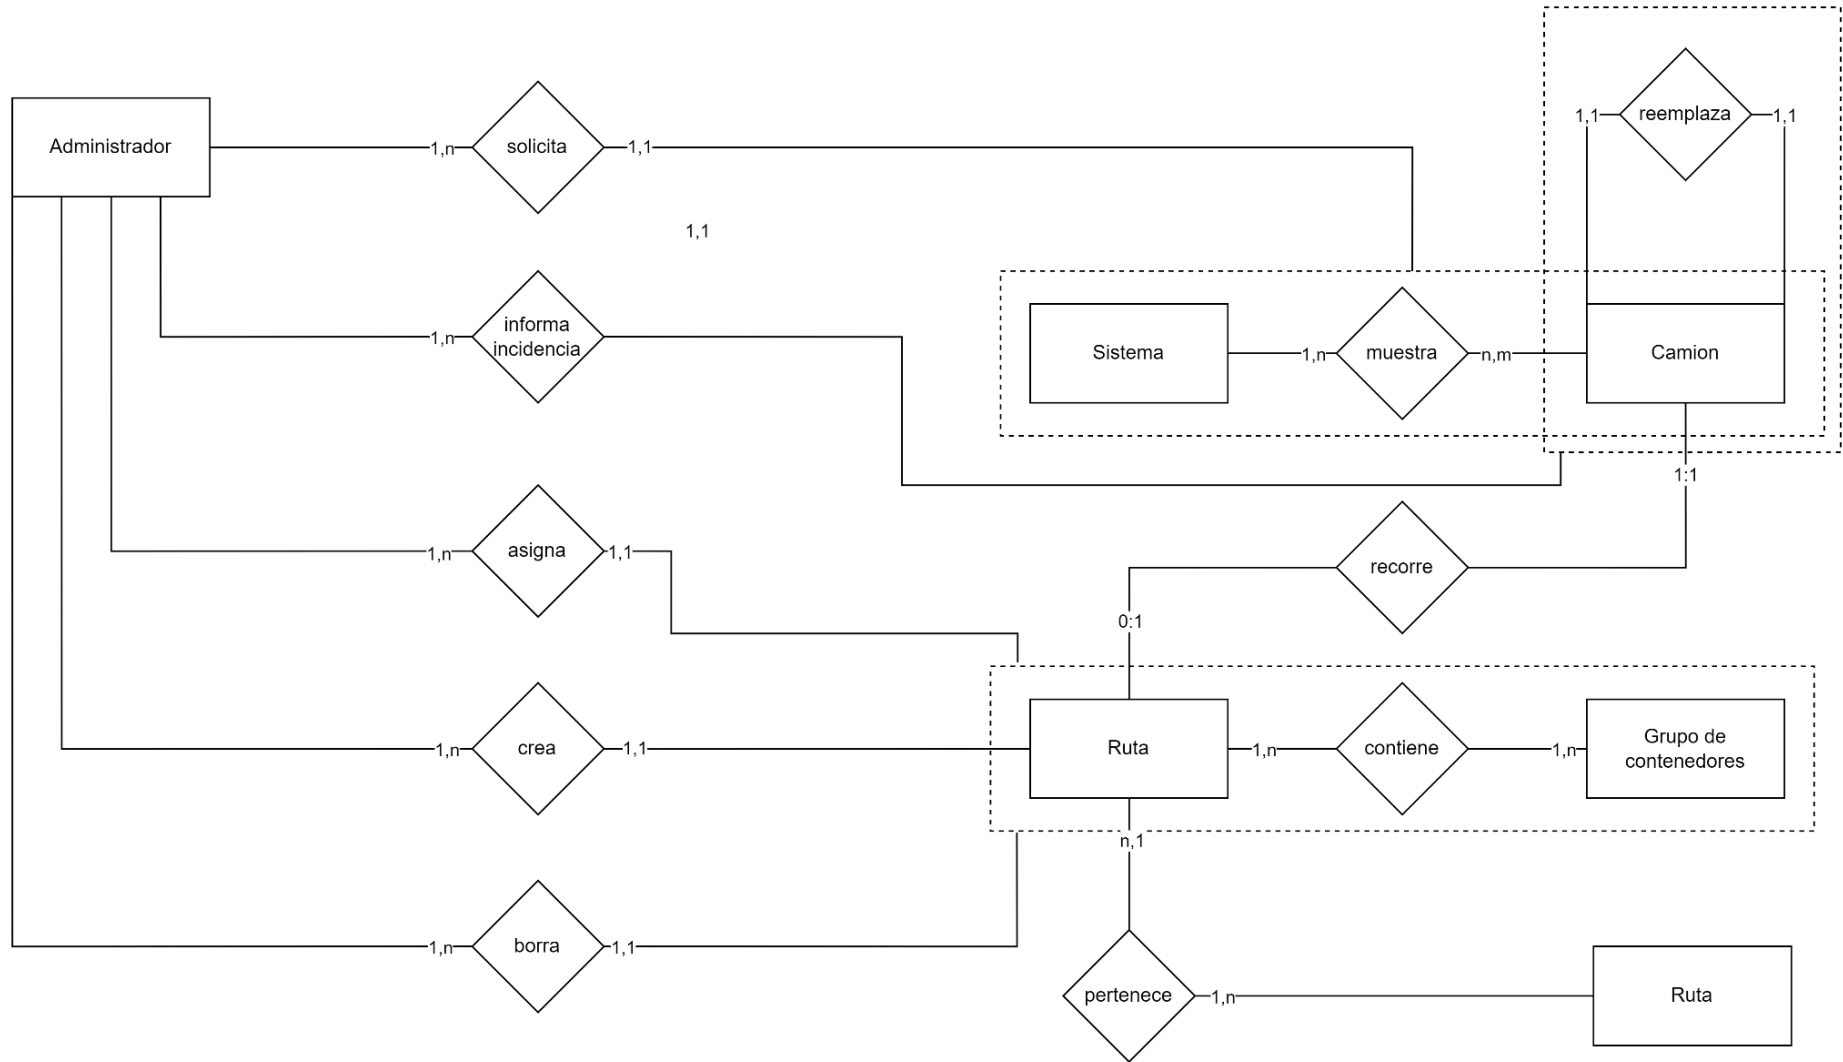 reemplaza
1,1
1,1
Administrador
1,n
solicita
1,1
1,1
informa
incidencia
1,n
Sistema
1,n
muestra
n,m
Camion
1:1
1,n
asigna
1,1
recorre
0:1
1,n
crea
1,1
Ruta
1,n
contiene
1,n
Grupo de
contenedores
n,1
1,n
borra
1,1
pertenece
1,n
Ruta